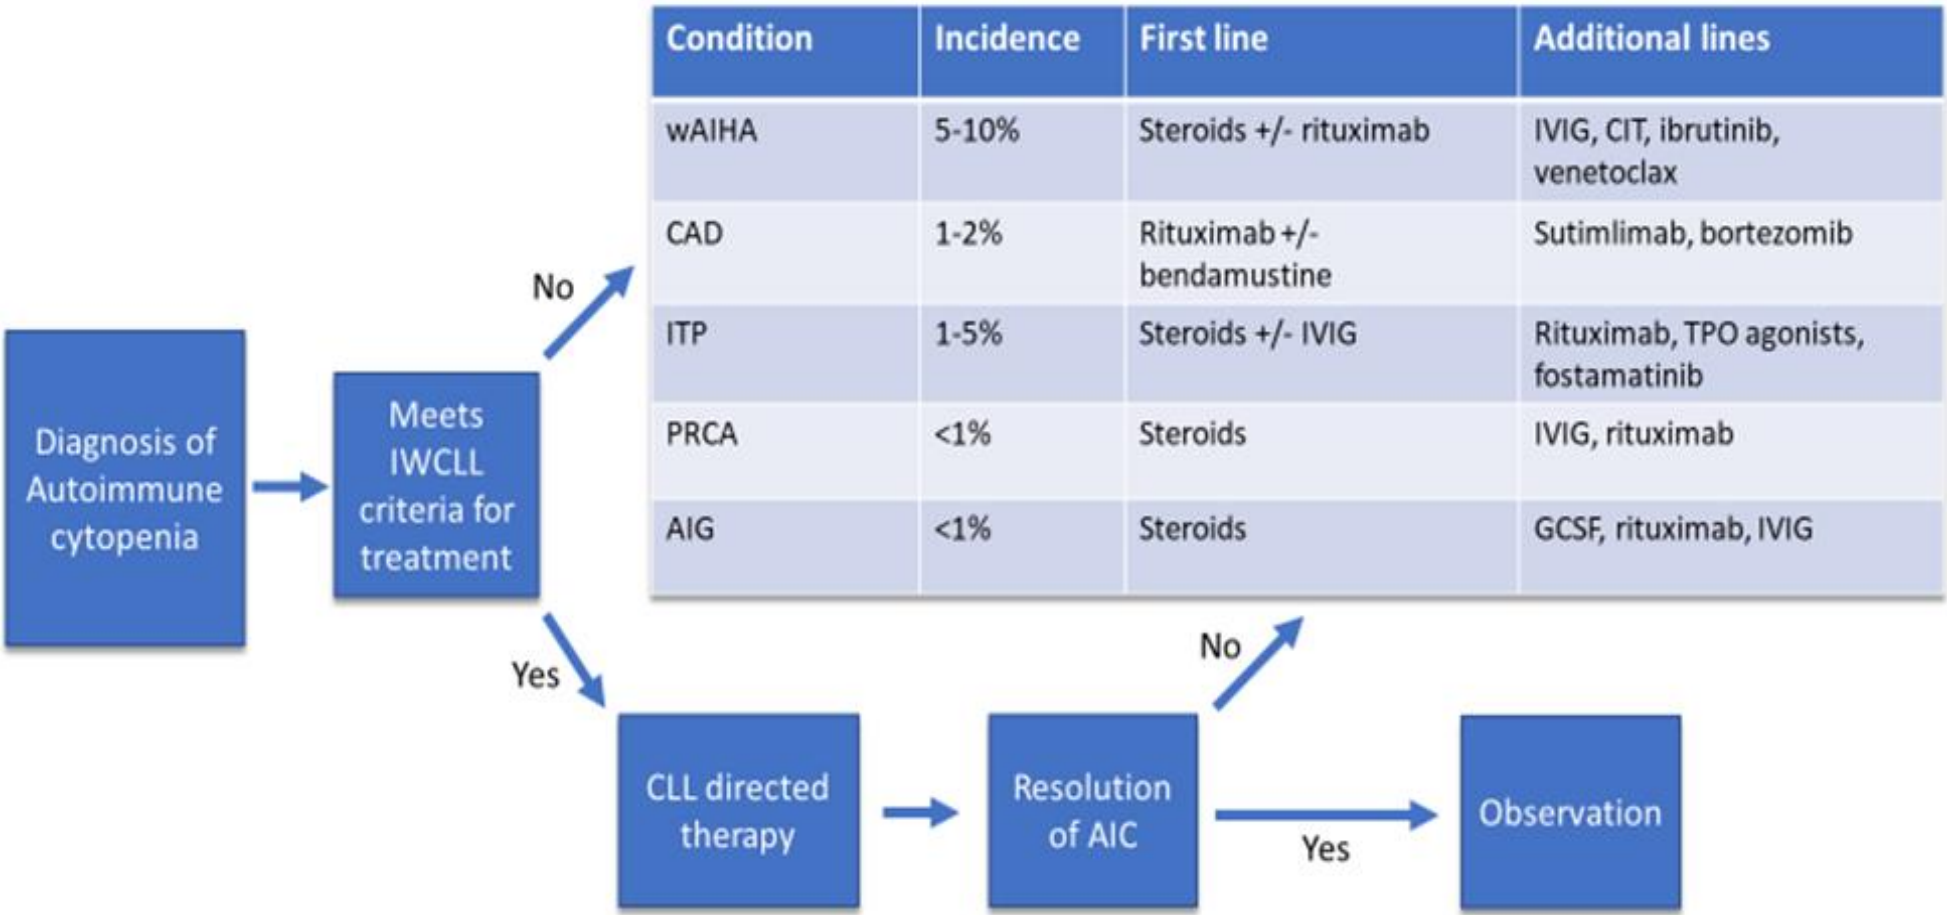 Condition Incidence First line Additional lines
wAIHA 5-10% Steroids +/- rituximab IVIG, CIT, ibrutinib,
venetoclax
CAD 1-2% Rituximab +/- Sutimlimab, bortezomib
bendamustine
ITP 1-5% Steroids +/- IVIG Rituximab, TPO agonists,
fostamatinib
PRCA <1% Steroids IVIG, rituximab
AIG <1% Steroids GCSF, rituximab, IVIG
No
Diagnosis of
Autoimmune
cytopenia
Meets
IWCLL
criteria for
treatment
Yes
No
CLL directed
therapy
Resolution
of AIC
Yes
Observation